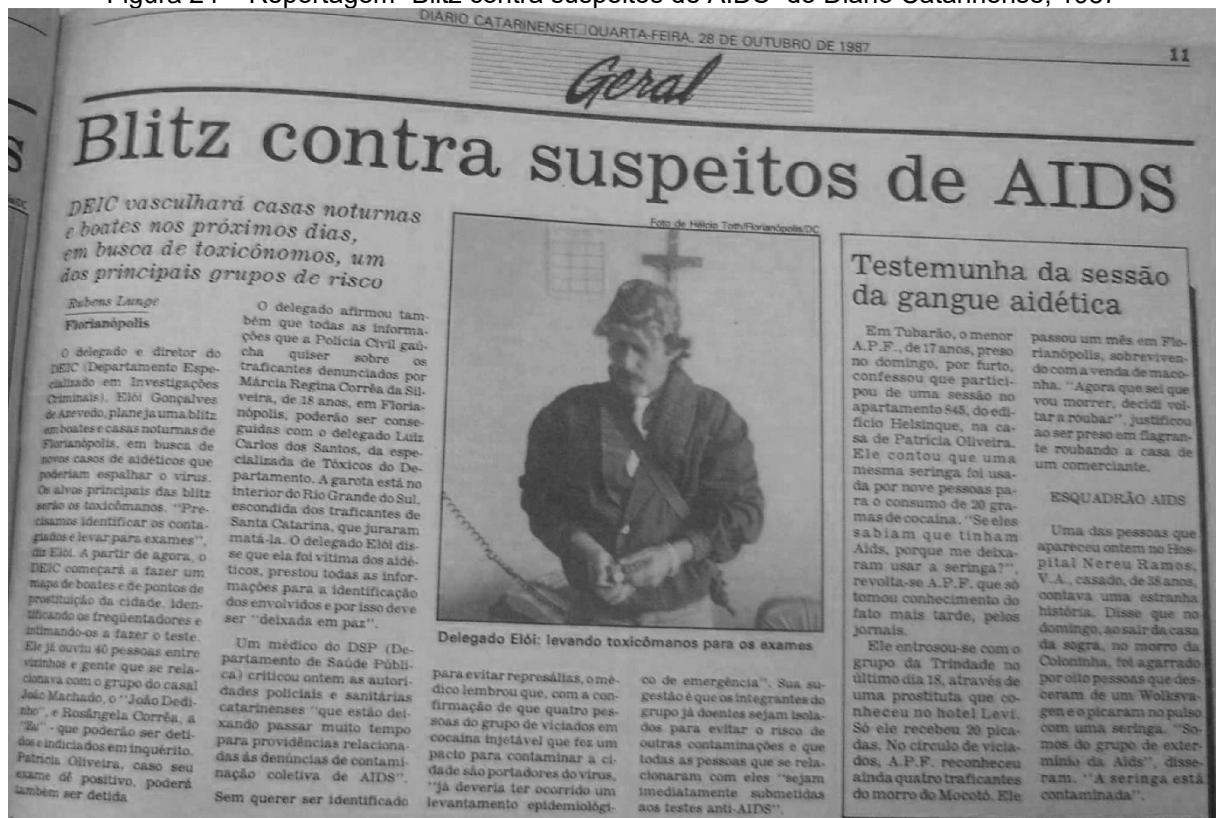 Figura 24 – Reportagem "Blitz contra suspeitos de AIDS" do Diário Catarinense, 1987
DIÁRIO CATARINENSE□QUARTA-FEIRA, 28 DE OUTUBRO DE 1987
11
Geral
Blitz contra suspeitos de AIDS
DEIC vasculhará casas noturnas
e boates nos próximos dias,
em busca de toxicônomos, um
dos principais grupos de risco
Rubens Lunge
Florianópolis
O delegado e diretor do
DEIC (Departamento Espe-
cializado em Investigações
Criminais), Elói Gonçalves
de Azevedo, planeja uma blitz
em boates e casas noturnas de
Florianópolis, em busca de
novos casos de aidéticos que
poderiam espalhar o vírus.
Os alvos principais das blitz
serão os toxicômanos. "Pre-
cisamos identificar os conta-
giados e levar para exames",
diz Elói. A partir de agora, o
DEIC começará a fazer um
mapa de boates e de pontos de
prostituição da cidade, iden-
tificando os freqüentadores e
intimando-os a fazer o teste.
Ele já ouviu 40 pessoas entre
vizinhos e gente que se rela-
cionava com o grupo do casal
João Machado, o "João Dedi-
nho", e Rosângela Corrêa, a
"Za" - que poderão ser deti-
dos e indiciados em inquérito.
Patrícia Oliveira, caso seu
exame dê positivo, poderá
também ser detida
O delegado afirmou tam-
bém que todas as informa-
ções que a Polícia Civil gaú-
cha quiser sobre os
traficantes denunciados por
Márcia Regina Corrêa da Sil-
veira, de 18 anos, em Floria-
nópolis, poderão ser conse-
guidas com o delegado Luiz
Carlos dos Santos, da espe-
cializada de Tóxicos do De-
partamento. A garota está no
interior do Rio Grande do Sul,
escondida dos traficantes de
Santa Catarina, que juraram
matá-la. O delegado Elói dis-
se que ela foi vítima dos aidé-
ticos, prestou todas as infor-
mações para a identificação
dos envolvidos e por isso deve
ser "deixada em paz".
Um médico do DSP (De-
partamento de Saúde Públi-
ca) criticou ontem as autori-
dades policiais e sanitárias
catarinenses "que estão dei-
xando passar muito tempo
para providências relaciona-
das ás denúncias de contami-
nação coletiva de AIDS".
Sem querer ser identificado
Foto de Hélcio Toth/Florianópolis/DC
Delegado Elói: levando toxicômanos para os exames
para evitar represálias, o mé-
dico lembrou que, com a con-
firmação de que quatro pes-
soas do grupo de viciados em
cocaína injetável que fez um
pacto para contaminar a ci-
dade são portadores do vírus,
"já deveria ter ocorrido um
levantamento epidemiológi-
co de emergência". Sua su-
gestão é que os integrantes do
grupo já doentes sejam isola-
dos para evitar o risco de
outras contaminações e que
todas as pessoas que se rela-
cionaram com eles "sejam
imediatamente submetidas
aos testes anti-AIDS".
Testemunha da sessão
da gangue aidética
Em Tubarão, o menor
A.P.F., de 17 anos, preso
no domingo, por furto,
confessou que partici-
pou de uma sessão no
apartamento 845, do edi-
fício Helsinque, na ca-
sa de Patrícia Oliveira.
Ele contou que uma
mesma seringa foi usa-
da por nove pessoas pa-
ra o consumo de 20 gra-
mas de cocaína. "Se eles
sabiam que tinham
Aids, porque me deixa-
ram usar a seringa?",
revolta-se A.P.F. que só
tomou conhecimento do
fato mais tarde, pelos
jornais.
Ele entrosou-se com o
grupo da Trindade no
último dia 18, através de
uma prostituta que co-
nheceu no hotel Levi.
Só ele recebeu 20 pica-
das. No círculo de vicia-
dos, A.P.F. reconheceu
ainda quatro traficantes
do morro do Mocotó. Ele
passou um mês em Flo-
rianópolis, sobreviven-
do com a venda de maco-
nha. "Agora que sei que
vou morrer, decidi vol-
tar a roubar", justificou
ao ser preso em flagran-
te roubando a casa de
um comerciante.
ESQUADRÃO AIDS
Uma das pessoas que
apareceu ontem no Hos-
pital Nereu Ramos,
V.A., casado, de 38 anos,
contava uma estranha
história. Disse que no
domingo, ao sair da casa
da sogra, no morro da
Coloninha, foi agarrado
por oito pessoas que des-
ceram de um Wolksva-
gen e o picaram no pulso
com uma seringa. "So-
mos do grupo de exter-
mínio da Aids", disse-
ram. "A seringa está
contaminada".